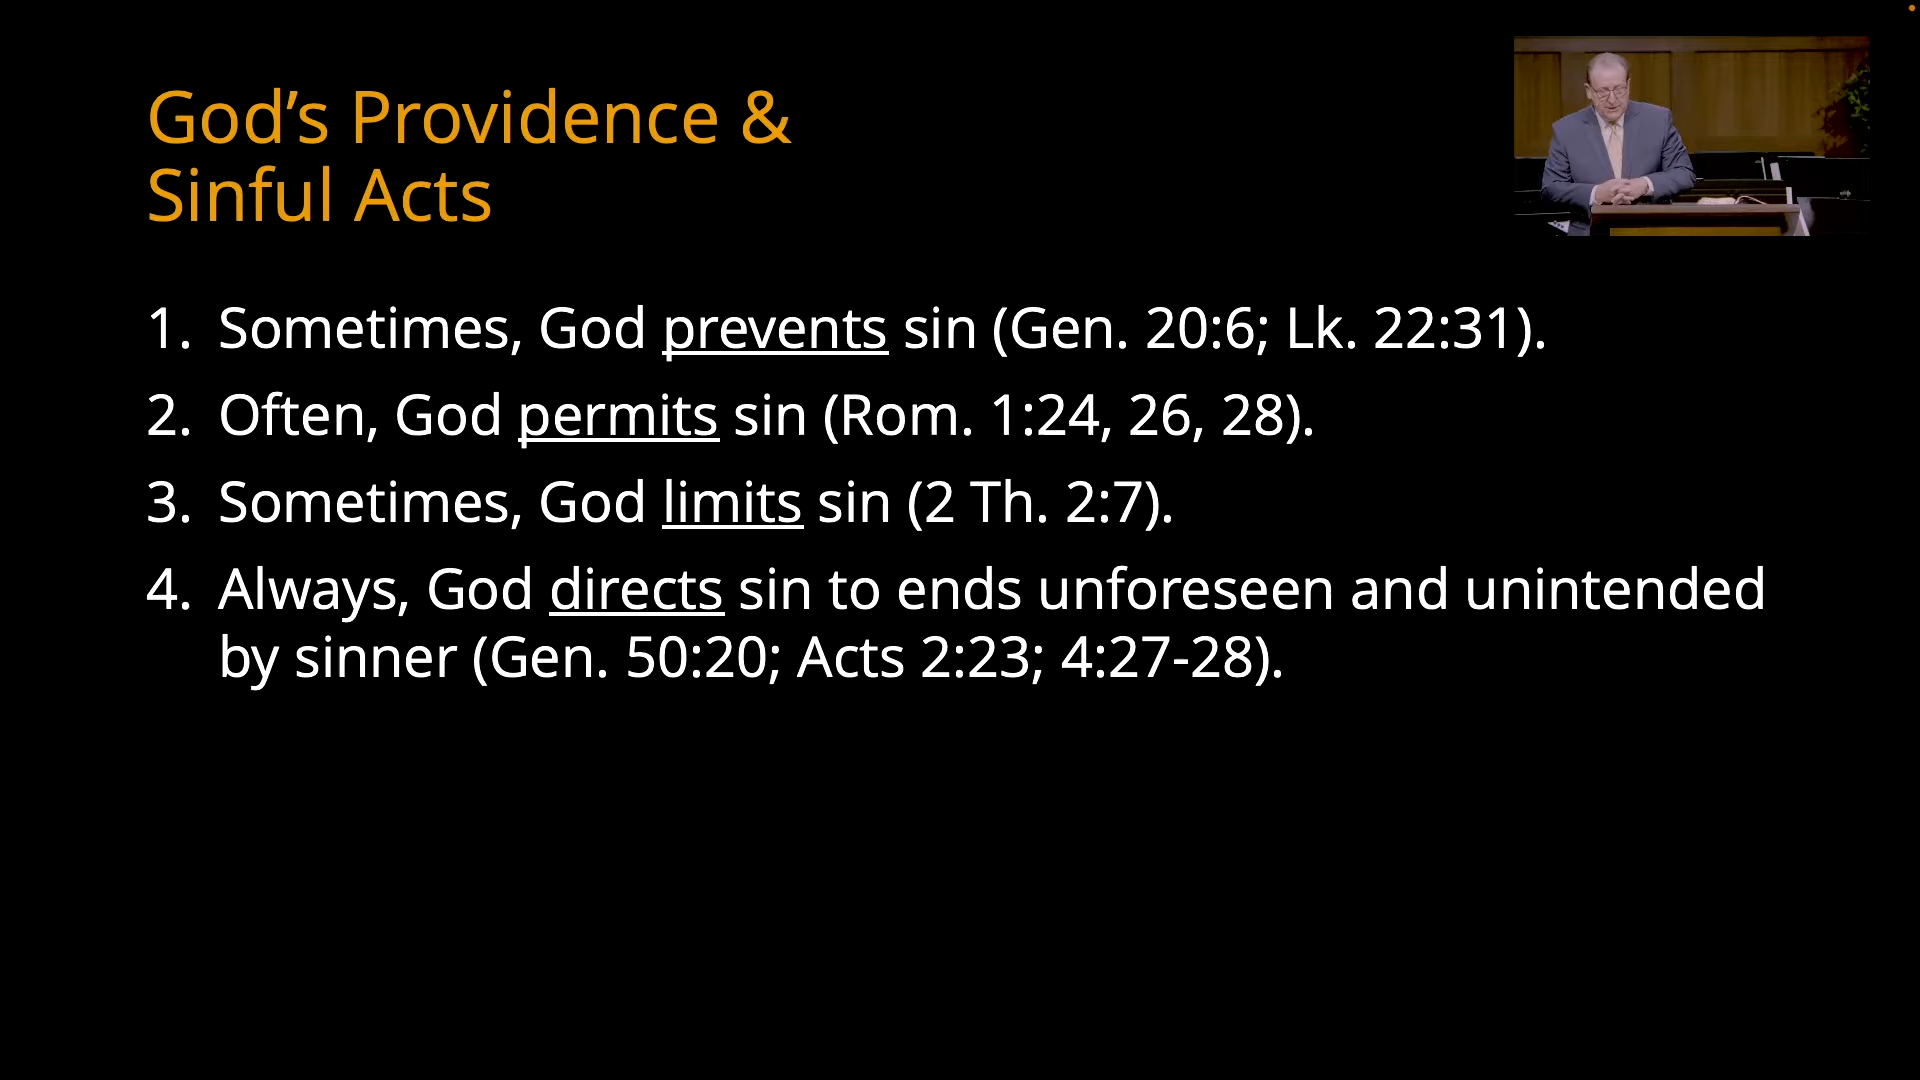 God’s Providence &
Sinful Acts
1. Sometimes, God prevents sin (Gen. 20:6; Lk. 22:31).
2. Often, God permits sin (Rom. 1:24, 26, 28).
3. Sometimes, God limits sin (2 Th. 2:7).
4. Always, God directs sin to ends unforeseen and unintended
by sinner (Gen. 50:20; Acts 2:23; 4:27-28).